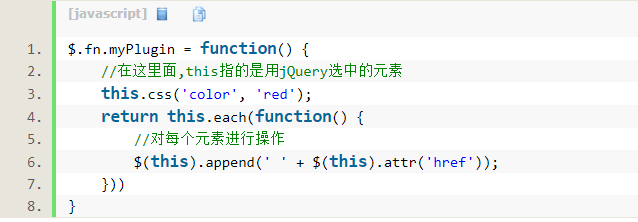 [javascript]
1. $.fn.myPlugin = function() {
2. //在这里面,this指的是用jQuery选中的元素
3. this.css('color', 'red');
4. return this.each(function() {
5. //对每个元素进行操作
6. $(this).append(' ' + $(this).attr('href'));
7. }))
8. }